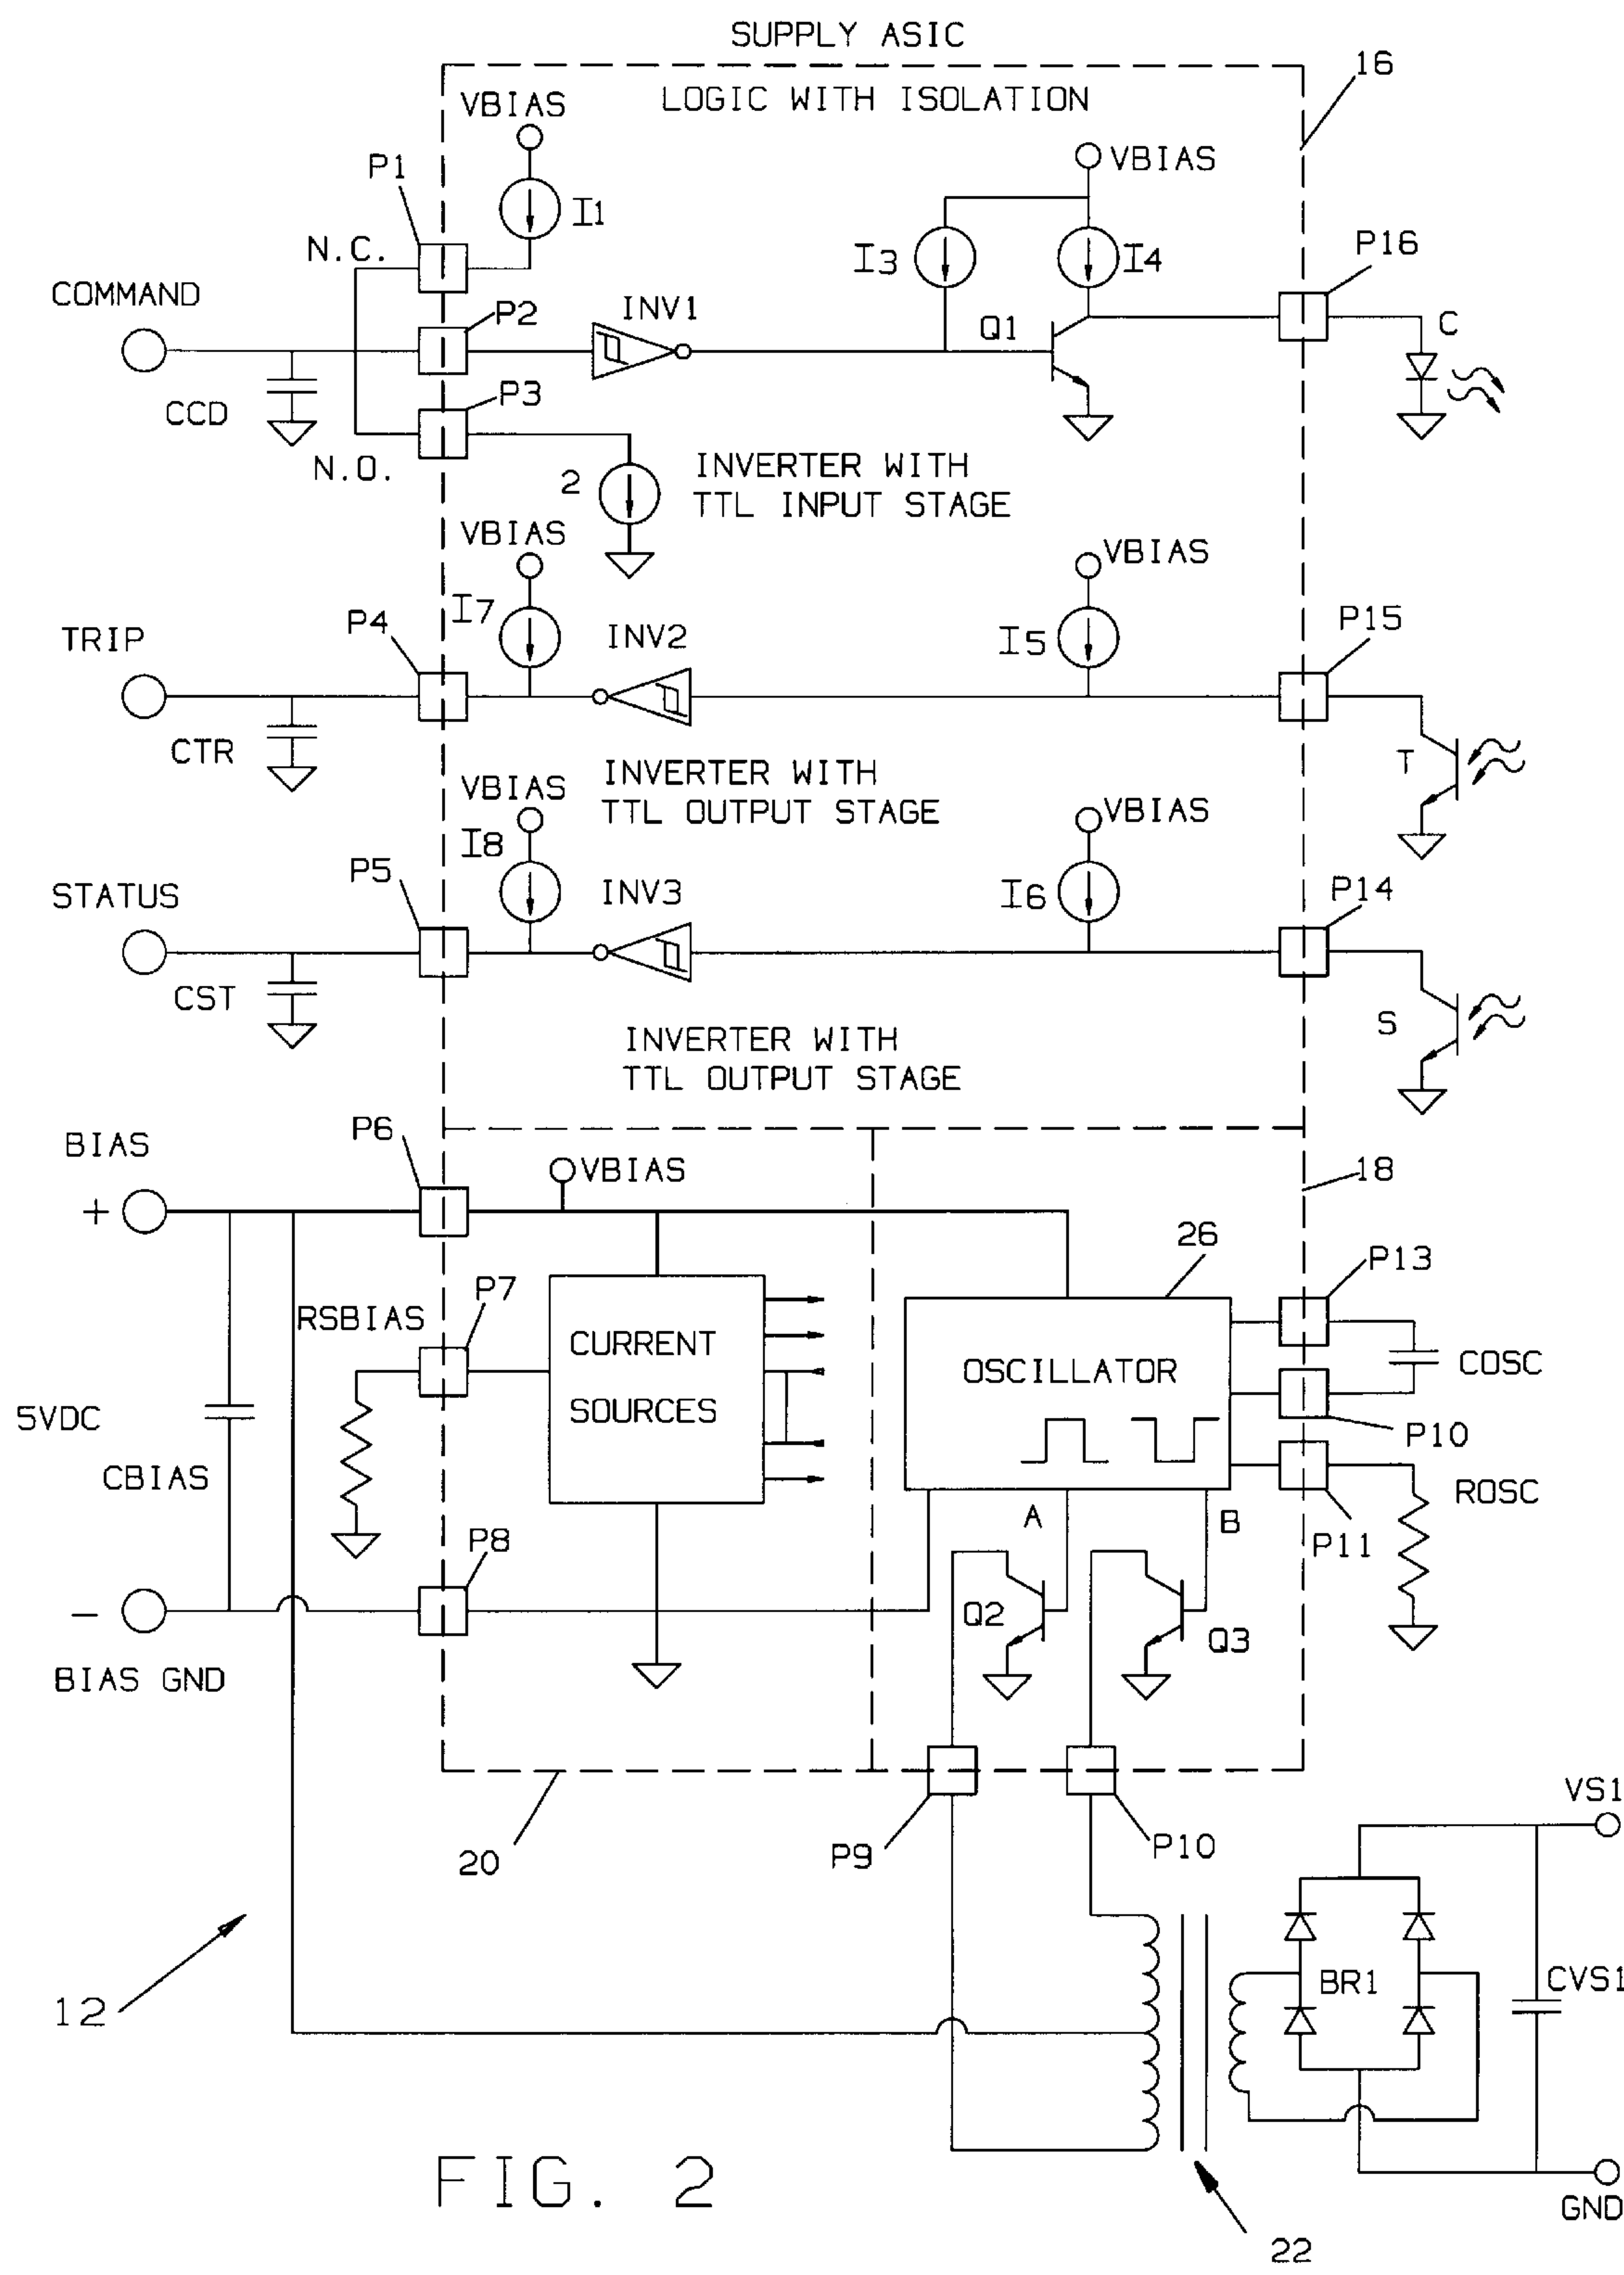 SUPPLY ASIC
16
LOGIC WITH ISOLATION
VBIAS
VBIAS
P1
I1
N.C.
I3
I4
P16
COMMAND
P2
INV1
Q1
C
P3
CCD
N.O.
2
INVERTER WITH
TTL INPUT STAGE
VBIAS
VBIAS
I7
P4
INV2
I5
P15
TRIP
CTR
T
INVERTER WITH
TTL OUTPUT STAGE
VBIAS
VBIAS
I8
P5
INV3
I6
P14
STATUS
CST
S
INVERTER WITH
TTL OUTPUT STAGE
P6
BIAS
VBIAS
18
+
26
P13
P7
RSBIAS
CURRENT
SOURCES
OSCILLATOR
COSC
5VDC
P10
CBIAS
ROSC
A
B
P8
P11
Q2
Q3
-
BIAS GND
VS1
P9
P10
20
BR1
CVS1
12
FIG. 2
GND
22